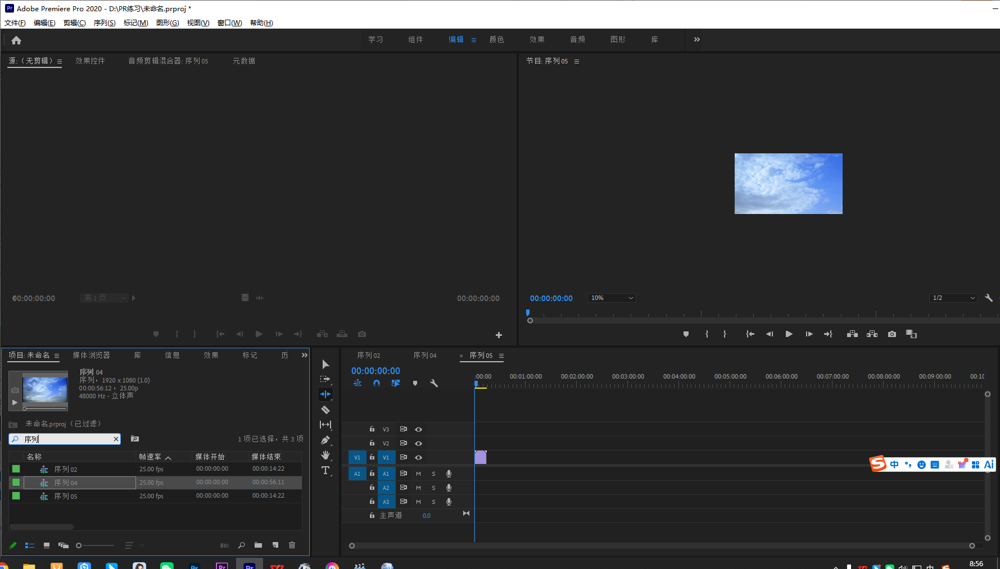 Pr Adobe Premiere Pro 2020 - D:\PR练习\未命名.prproj *
文件(F) 编辑(E) 剪辑(C) 序列(S) 标记(M) 图形(G) 视图(V) 窗口(W) 帮助(H)
学习 组件 编辑 颜色 效果 音频 图形 库
源:（无剪辑） 效果控件 音频剪辑混合器: 序列 05 元数据
节目: 序列 05
00:00:00:00 第 1 页 00:00:00:00
00:00:00:00 10% 1/2
项目: 未命名 媒体浏览器 库 信息 效果 标记 历
序列 04
序列，1920 x 1080 (1.0)
00:00:56:12，25.00p
48000 Hz - 立体声
未命名.prproj（已过滤）
序列
1 项已选择，共 3 项
名称 帧速率 媒体开始 媒体结束
序列 02 25.00 fps 00:00:00:00 00:00:14:22
序列 04 25.00 fps 00:00:00:00 00:00:56:11
序列 05 25.00 fps 00:00:00:00 00:00:14:22
序列 02 序列 04 × 序列 05
00:00:00:00
:00:00 00:01:00:00 00:02:00:00 00:03:00:00 00:04:00:00 00:05:00:00 00:06:00:00 00:07:00:00 00:08:00:00 00:09:00:00 00:10
V3
V2
V1 V1
A1 A1 M S
A2 M S
A3 M S
主声道 0.0
S 中 Ai
Ps Pr Pr 中
8:56